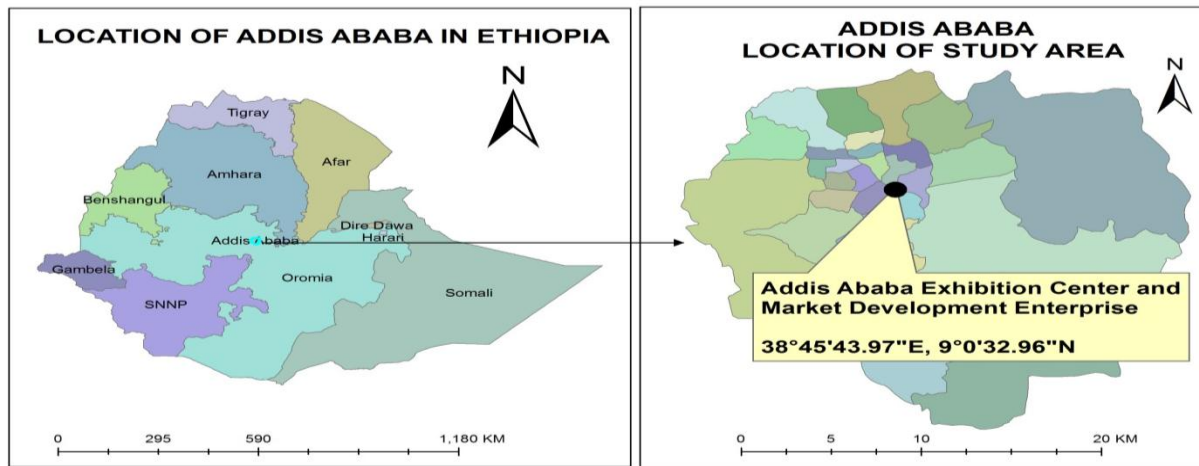 LOCATION OF ADDIS ABABA IN ETHIOPIA
N
Tigray
Afar
Amhara
Benshangul
Dire Dawa
Harari
Addis Ababa
Gambela
Oromia
SNNP
Somali
0 295 590 1,180 KM
ADDIS ABABA
LOCATION OF STUDY AREA
N
Addis Ababa Exhibition Center and
Market Development Enterprise
38°45'43.97"E, 9°0'32.96"N
0 5 10 20 KM